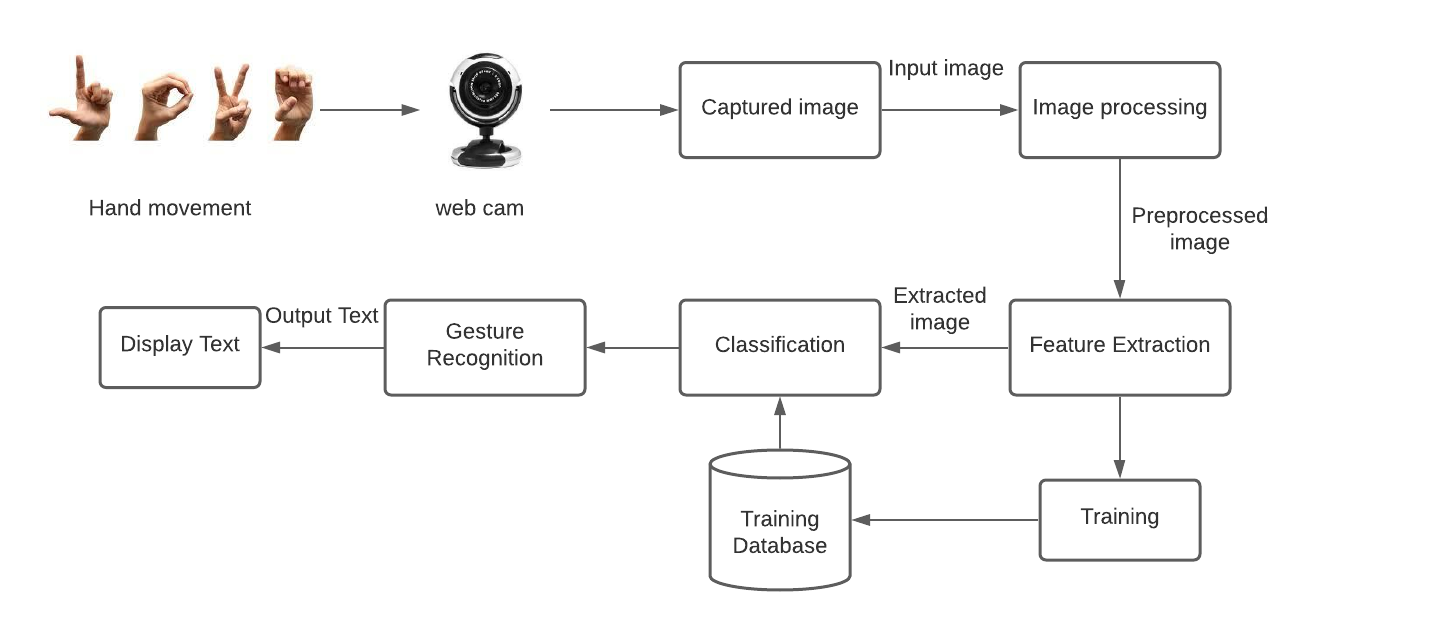 Input image
Captured image
Image processing
Hand movement
web cam
Preprocessed
image
Display Text
Output Text
Gesture
Recognition
Classification
Extracted
image
Feature Extraction
Training
Database
Training